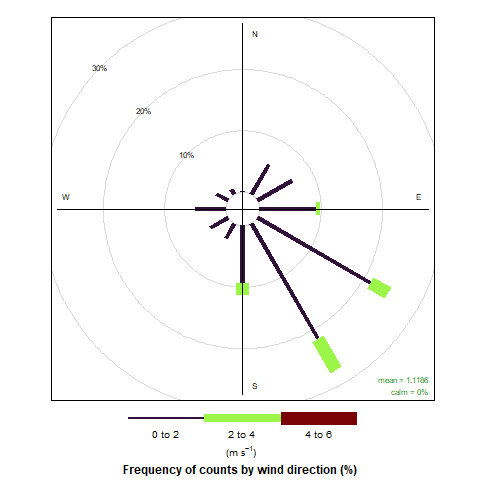 N
30%
20%
10%
W
E
S
mean = 1.1186
calm = 0%
0 to 2
2 to 4
4 to 6
(m s⁻¹)
Frequency of counts by wind direction (%)